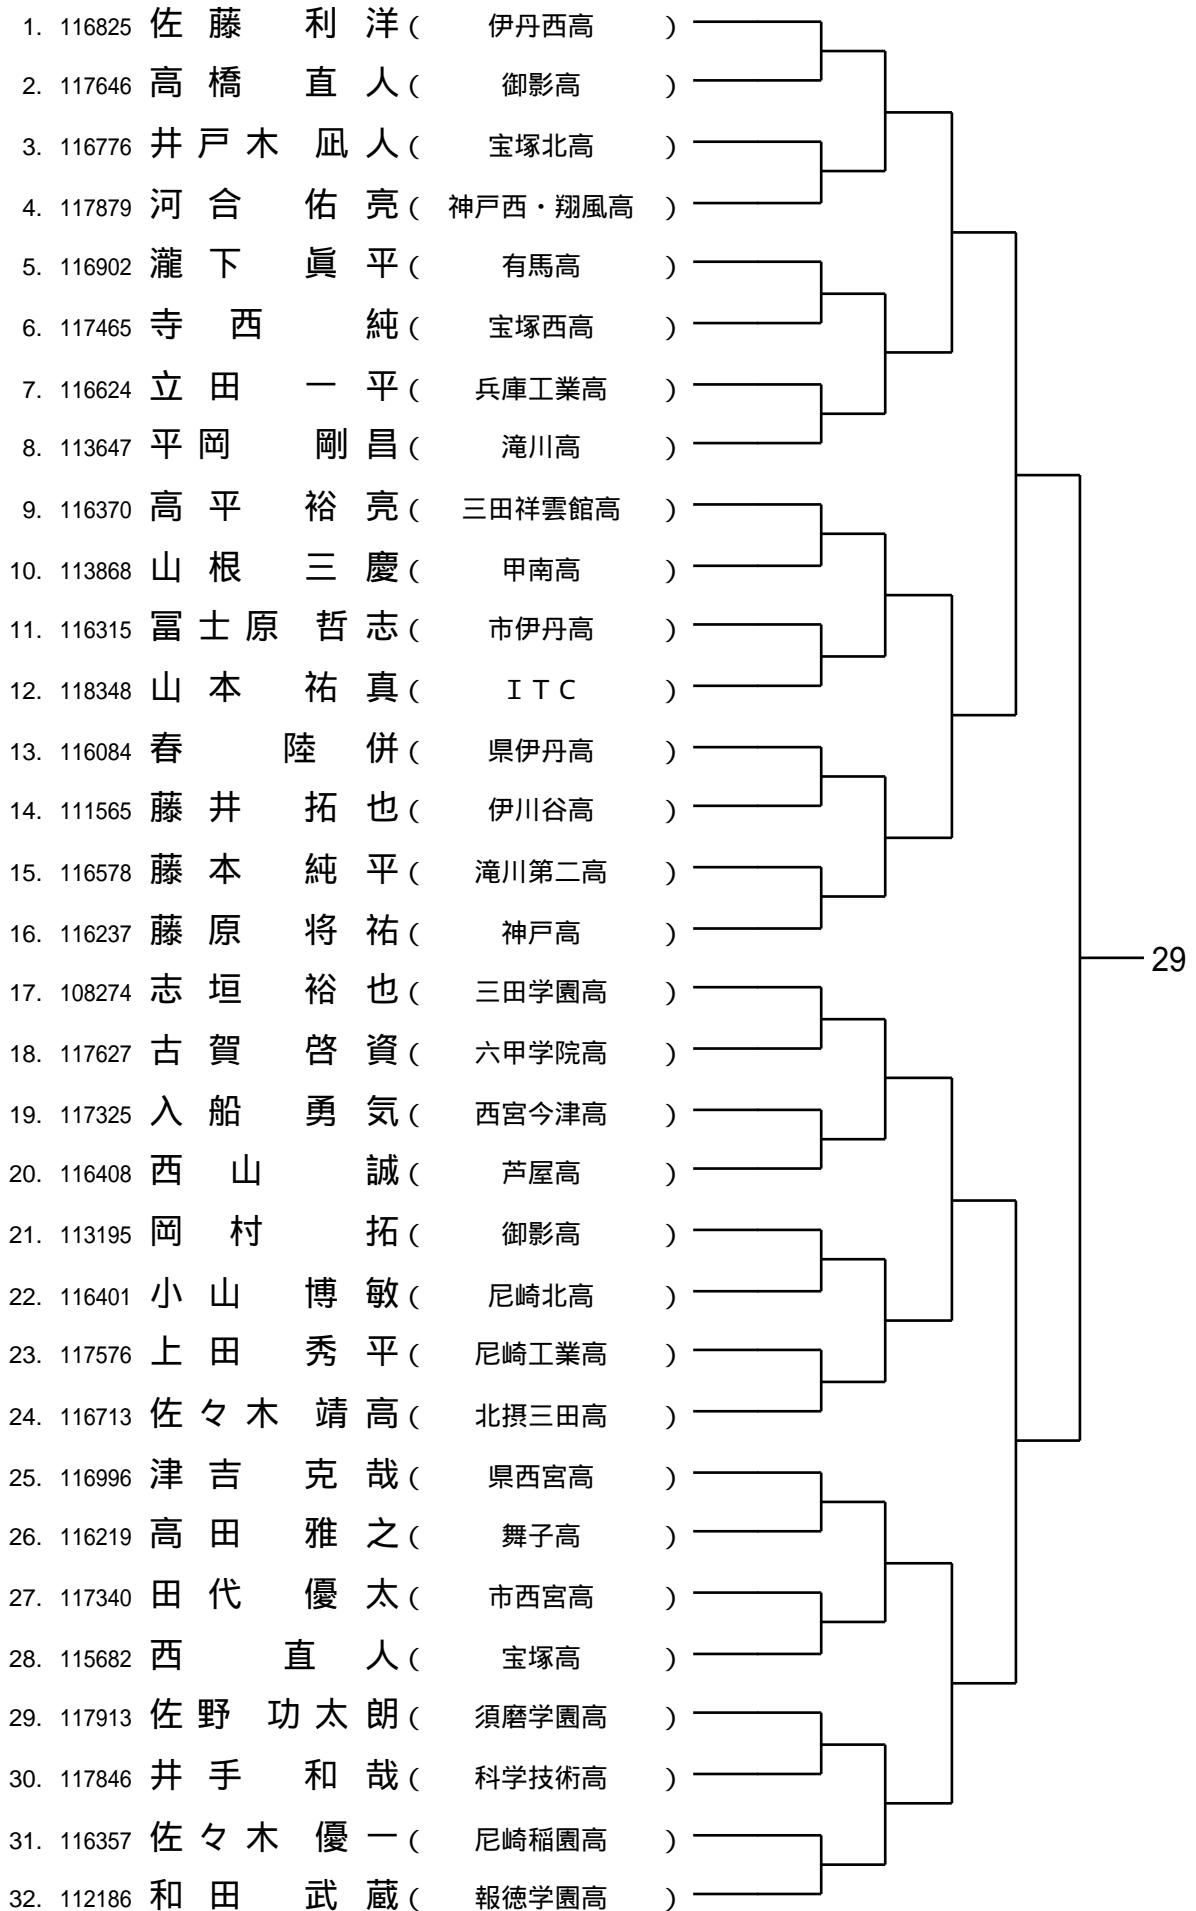 1. 116825 佐藤 利洋 ( 伊丹西高 )
2. 117646 高橋 直人 ( 御影高 )
3. 116776 井戸木 凪人 ( 宝塚北高 )
4. 117879 河合 佑亮 ( 神戸西・翔風高 )
5. 116902 瀧下 眞平 ( 有馬高 )
6. 117465 寺西 純 ( 宝塚西高 )
7. 116624 立田 一平 ( 兵庫工業高 )
8. 113647 平岡 剛昌 ( 滝川高 )
9. 116370 高平 裕亮 ( 三田祥雲館高 )
10. 113868 山根 三慶 ( 甲南高 )
11. 116315 冨士原 哲志 ( 市伊丹高 )
12. 118348 山本 祐真 ( ＩＴＣ )
13. 116084 春 陸併 ( 県伊丹高 )
14. 111565 藤井 拓也 ( 伊川谷高 )
15. 116578 藤本 純平 ( 滝川第二高 )
16. 116237 藤原 将祐 ( 神戸高 )
29
17. 108274 志垣 裕也 ( 三田学園高 )
18. 117627 古賀 啓資 ( 六甲学院高 )
19. 117325 入船 勇気 ( 西宮今津高 )
20. 116408 西山 誠 ( 芦屋高 )
21. 113195 岡村 拓 ( 御影高 )
22. 116401 小山 博敏 ( 尼崎北高 )
23. 117576 上田 秀平 ( 尼崎工業高 )
24. 116713 佐々木 靖高 ( 北摂三田高 )
25. 116996 津吉 克哉 ( 県西宮高 )
26. 116219 高田 雅之 ( 舞子高 )
27. 117340 田代 優太 ( 市西宮高 )
28. 115682 西 直人 ( 宝塚高 )
29. 117913 佐野 功太朗 ( 須磨学園高 )
30. 117846 井手 和哉 ( 科学技術高 )
31. 116357 佐々木 優一 ( 尼崎稲園高 )
32. 112186 和田 武蔵 ( 報徳学園高 )